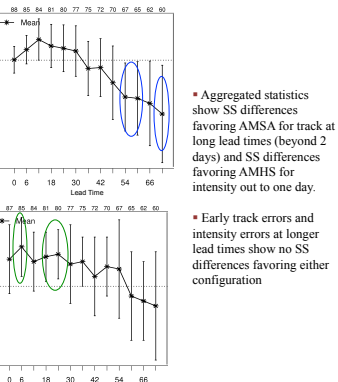 88 85 84 81 80 77 75 72 70 67 65 62 60
Mean
0 6 18 30 42 54 66
Lead Time
87 85 84 81 80 77 75 72 70 67 65 62 60
Mean
0 6 18 30 42 54 66
▪ Aggregated statistics
show SS differences
favoring AMSA for track at
long lead times (beyond 2
days) and SS differences
favoring AMHS for
intensity out to one day.
▪ Early track errors and
intensity errors at longer
lead times show no SS
differences favoring either
configuration